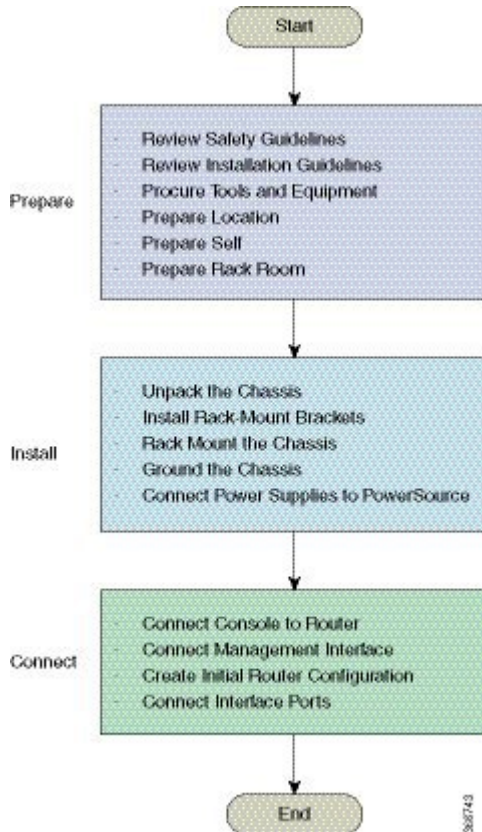 Start
Prepare
- Review Safety Guidelines
- Review Installation Guidelines
- Procure Tools and Equipment
- Prepare Location
- Prepare Self
- Prepare Rack Room
Install
- Unpack the Chassis
- Install Rack-Mount Brackets
- Rack Mount the Chassis
- Ground the Chassis
- Connect Power Supplies to PowerSource
Connect
- Connect Console to Router
- Connect Management Interface
- Create Initial Router Configuration
- Connect Interface Ports
End
368743